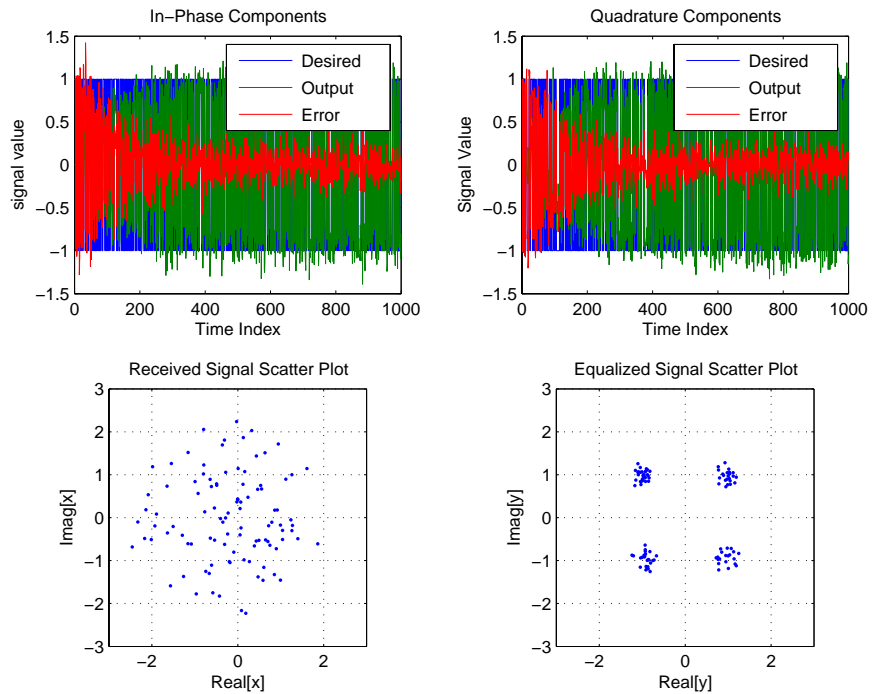 In−Phase Components
1.5
1
0.5
0
−0.5
−1
−1.5
signal value
Desired
Output
Error
0
200
400
600
800
1000
Time Index
Quadrature Components
1.5
1
0.5
0
−0.5
−1
−1.5
Signal Value
Desired
Output
Error
0
200
400
600
800
1000
Time Index
Received Signal Scatter Plot
3
2
1
0
−1
−2
−3
Imag[x]
−2
0
2
Real[x]
Equalized Signal Scatter Plot
3
2
1
0
−1
−2
−3
Imag[y]
−2
0
2
Real[y]